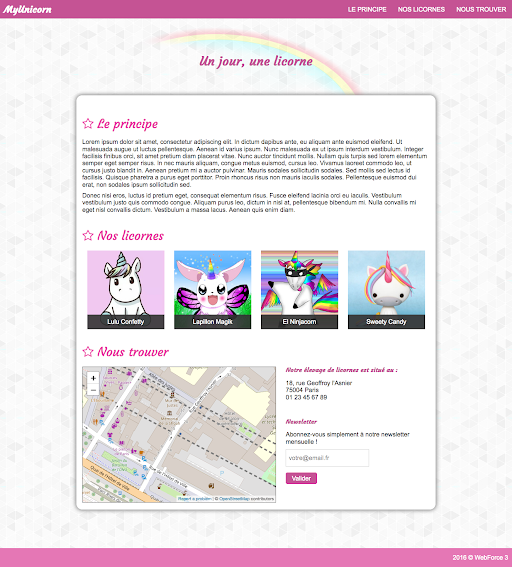 MyUnicorn
LE PRINCIPE NOS LICORNES NOUS TROUVER
Un jour, une licorne
Le principe
Lorem ipsum dolor sit amet, consectetur adipiscing elit. In dictum dapibus ante, eu aliquam ante euismod eleifend. Ut
malesuada augue ut luctus pellentesque. Aenean id varius ipsum. Nunc malesuada ex ut ipsum interdum vestibulum. Integer
facilisis finibus orci, sit amet pretium diam placerat vitae. Nunc auctor tincidunt mollis. Nullam quis turpis sed lorem elementum
semper eget semper risus. In nec mauris aliquam, congue metus euismod, cursus leo. Vivamus laoreet commodo leo, ut
cursus justo blandit in. Aenean pretium mi a auctor pulvinar. Mauris sodales sollicitudin sodales. Sed mollis sed lectus id
facilisis. Quisque pharetra a purus eget porttitor. Proin rhoncus risus non mauris iaculis sodales. Pellentesque euismod dui
erat, non sodales ipsum sollicitudin sed.
Donec nisl eros, luctus id pretium eget, consequat elementum risus. Fusce eleifend lacinia orci eu iaculis. Vestibulum
vestibulum justo quis commodo congue. Aliquam purus leo, dictum in nisl at, pellentesque bibendum mi. Nulla convallis mi
eget nisl convallis dictum. Vestibulum a massa lacus. Aenean quis enim diam.
Nos licornes
Lulu Confetty
Lapilion Magik
El Ninjacorn
Sweety Candy
Nous trouver
+
−
Report a problem | © OpenStreetMap contributors
Notre élevage de licornes est situé au :
18, rue Geoffroy l'Asnier
75004 Paris
01 23 45 67 89
Newsletter
Abonnez-vous simplement à notre newsletter
mensuelle !
votre@email.fr
Valider
2016 © WebForce 3